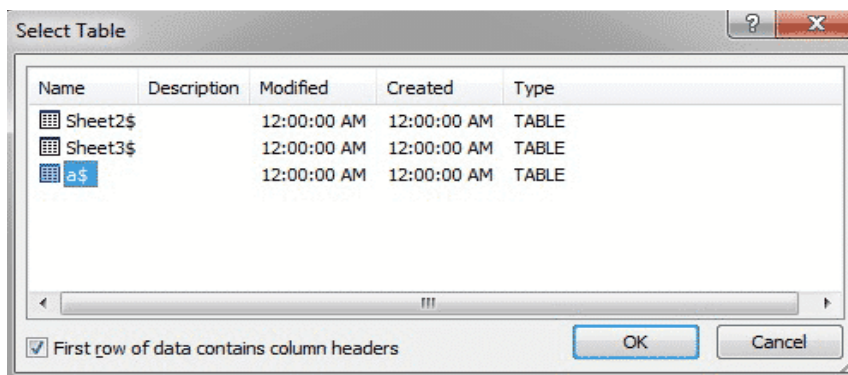 Select Table
Name Description Modified Created Type
Sheet2$ 12:00:00 AM 12:00:00 AM TABLE
Sheet3$ 12:00:00 AM 12:00:00 AM TABLE
a$ 12:00:00 AM 12:00:00 AM TABLE
First row of data contains column headers OK Cancel